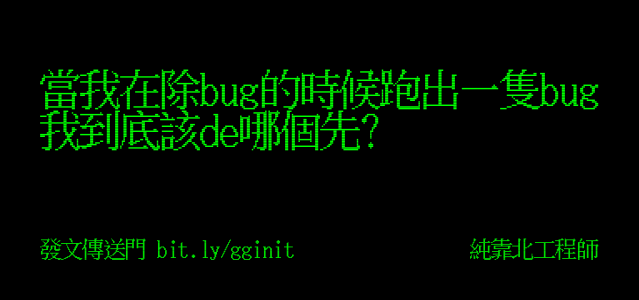 當我在除bug的時候跑出一隻bug
我到底該de哪個先?
發文傳送門 bit.ly/gginit
純靠北工程師